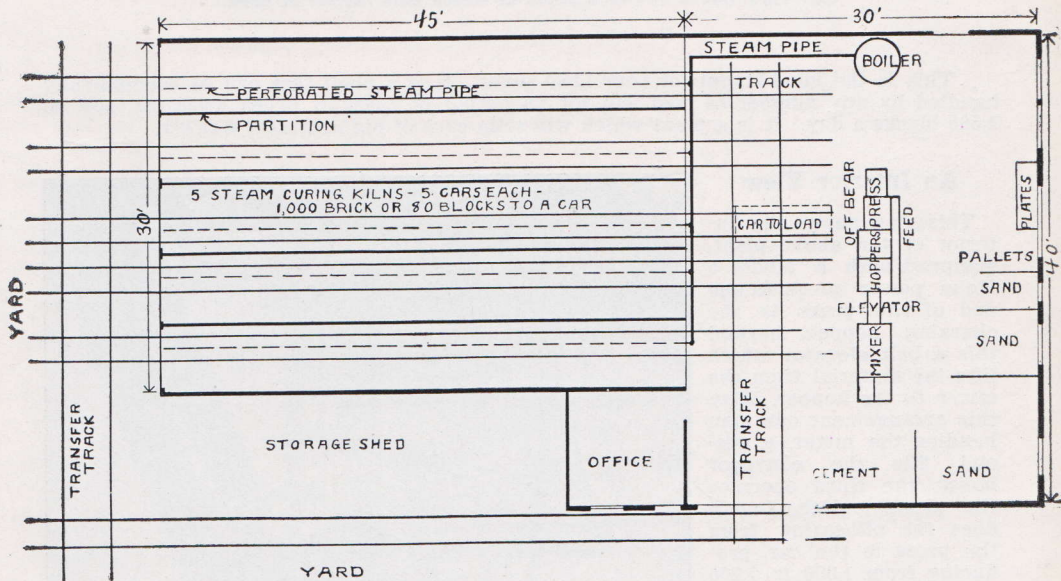 45'
30'
STEAM PIPE
BOILER
TRACK
PERFORATED STEAM PIPE
PARTITION
30'
5 STEAM CURING KILNS - 5 CARS EACH -
1,000 BRICK OR 80 BLOCKS TO A CAR
CAR TO LOAD
OFF BEAR
PRESS
HOPPERS
FEED
PLATES
PALLETS
SAND
40'
ELEVATOR
SAND
MIXER
YARD
TRANSFER
TRACK
STORAGE SHED
OFFICE
TRANSFER
TRACK
CEMENT
SAND
YARD